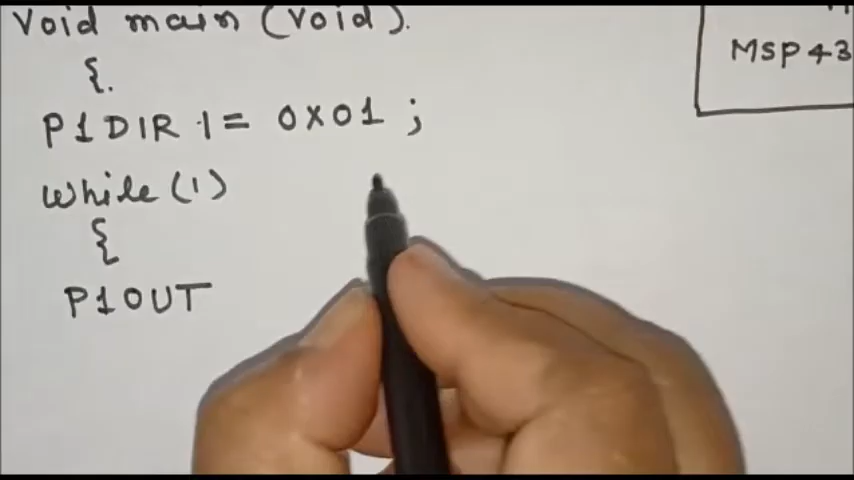 Void main (void).
{.
P1DIR |= 0X01 ;
while (1)
{
P1OUT
MSP43